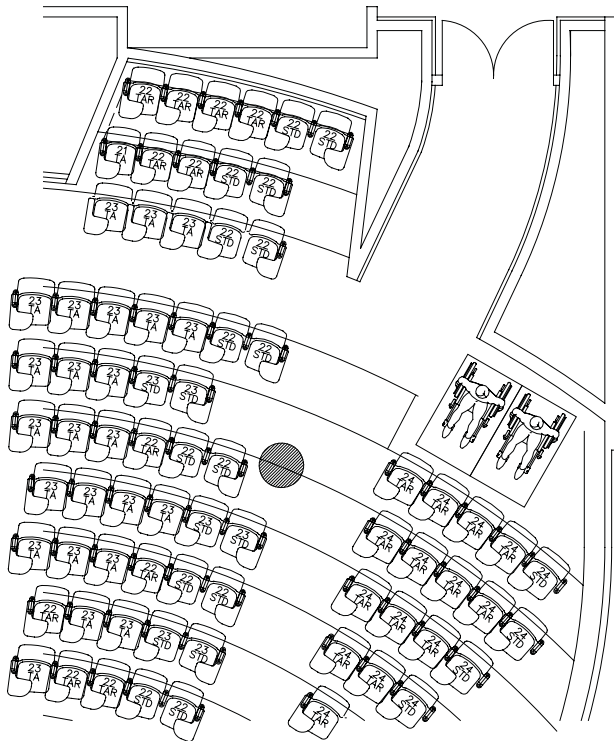 22 TAR 22 TAR 22 TAR 22 TAR 22 STD 22 STD
21 TA 22 TAR 22 TAR 22 STD 22 STD
23 TA 23 TA 23 TA 22 STD 22 STD
23 TA 23 TA 23 TA 23 TA 23 TA 22 STD 22 STD
23 TA 23 TA 23 TA 23 STD 23 STD
23 TA 23 TA 23 TA 22 TAR 22 STD 22 STD
24 TAR 24 TAR 24 TAR 24 TAR 24 STD
23 TA 23 TA 23 TA 23 TA 23 STD 23 STD
24 TAR 24 TAR 24 TAR 24 TAR 24 STD
23 TA 23 TA 23 TA 22 TAR 22 STD 22 STD
24 TAR 24 TAR 24 TAR 24 STD
22 TAR 23 TA 23 TA 23 STD 23 STD
24 TAR 24 TAR 24 STD
23 TA 22 TAR 22 TAR 22 STD 22 STD
24 TAR